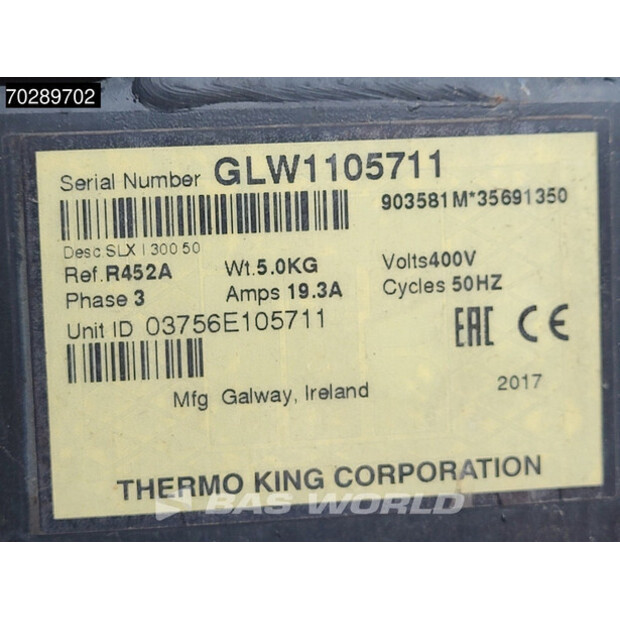 70289702
Serial Number GLW1105711
903581M*35691350
Desc SLX I 300 50
Ref.R452A Wt.5.0KG Volts400V
Phase 3 Amps 19.3A Cycles 50HZ
Unit ID 03756E105711
EAC CE
Mfg Galway, Ireland 2017
THERMO KING CORPORATION
BAS WORLD